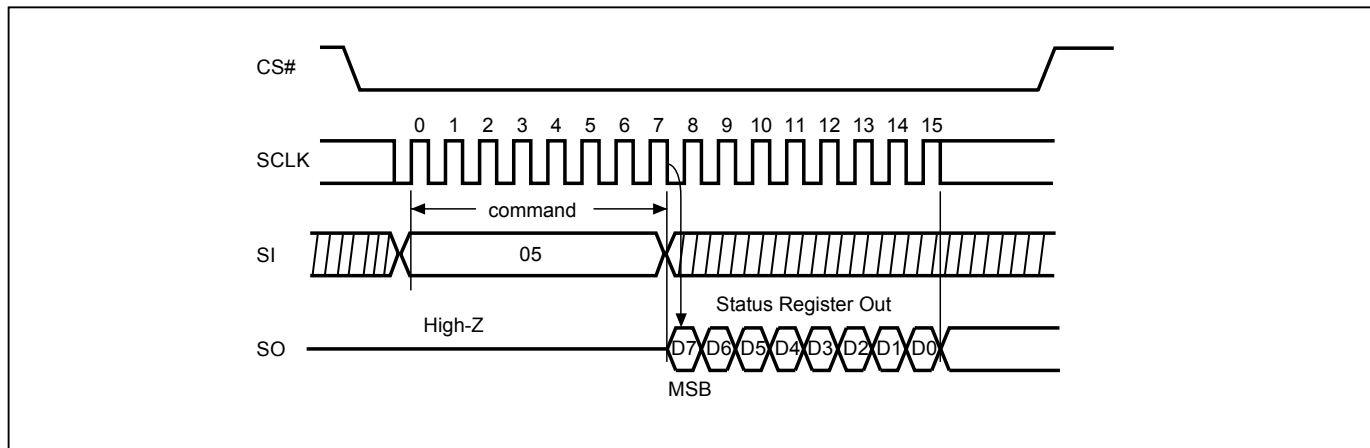 CS#
0 1 2 3 4 5 6 7 8 9 10 11 12 13 14 15
SCLK
command
SI
05
Status Register Out
High-Z
SO
D7 D6 D5 D4 D3 D2 D1 D0
MSB